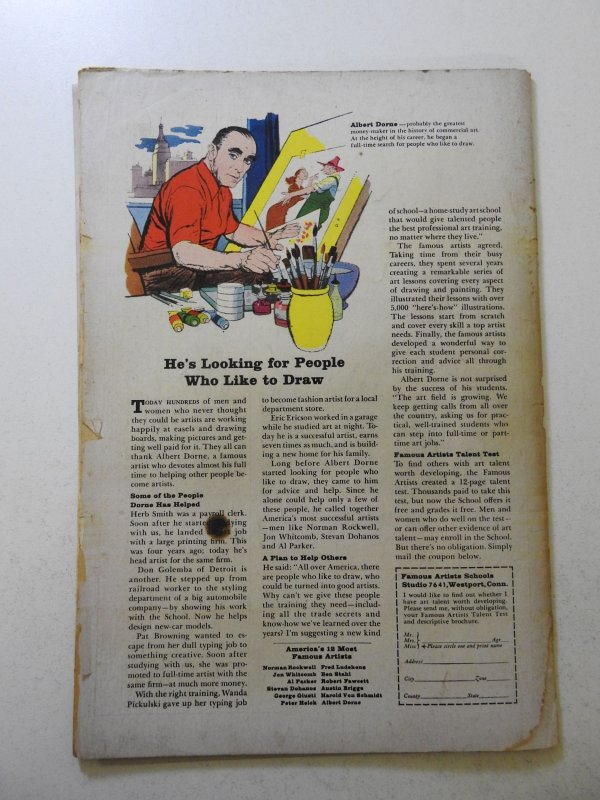 Albert Dorne—probably the greatest
money-maker in the history of commercial art.
At the height of his career, he began a
full-time search for people who like to draw.
He's Looking for People
Who Like to Draw
TODAY HUNDREDS of men and
women who never thought
they could be artists are working
happily at easels and drawing
boards, making pictures and get-
ting well paid for it. They all can
thank Albert Dorne, a famous
artist who devotes almost his full
time to helping other people be-
come artists.
Some of the People
Dorne Has Helped
Herb Smith was a payroll clerk.
Soon after he started studying
with us, he landed job
with a large printing firm. This
was four years ago; today he's head
artist for the same firm.
Don Golemba of Detroit is
another. He stepped up from
railroad worker to the styling
department of a big automobile
company—by showing his work
with the School. Now he helps
design new-car models.
Pat Browning wanted to es-
cape from her dull typing job to
something creative. Soon after
studying with us, she was pro-
moted to full-time artist with the
same firm—at much more money.
With the right training, Wanda
Pickulski gave up her typing job
to become fashion artist for a local
department store.
Eric Ericson worked in a garage
while he studied art at night. To-
day he is a successful artist, earns
seven times as much, and is build-
ing a new home for his family.
Long before Albert Dorne
started looking for people who
like to draw, they came to him
for advice and help. Since he
alone could help only a few of
these people, he called together
America's most successful artists
—men like Norman Rockwell,
Jon Whitcomb, Stevan Dohanos
and Al Parker.
A Plan to Help Others
He said: "All over America, there
are people who like to draw, who
could be turned into good artists.
Why can't we give these people
the training they need—includ-
ing all the trade secrets and
know-how we've learned over the
years? I'm suggesting a new kind
America's 12 Most
Famous Artists
Norman Rockwell Fred Ludekens
Jon Whitcomb Ben Stahl
Al Parker Robert Fawcett
Stevan Dohanos Austin Briggs
George Giusti Harold Von Schmidt
Peter Helck Albert Dorne
of school—a home-study art school
that would give talented people
the best professional art training,
no matter where they live."
The famous artists agreed.
Taking time from their busy
careers, they spent several years
creating a remarkable series of
art lessons covering every aspect
of drawing and painting. They
illustrated their lessons with over
5,000 "here's-how" illustrations.
The lessons start from scratch
and cover every skill a top artist
needs. Finally, the famous artists
developed a wonderful way to
give each student personal cor-
rection and advice all through
his training.
Albert Dorne is not surprised
by the success of his students.
"The art field is growing. We
keep getting calls from all over
the country, asking us for prac-
tical, well-trained students who
can step into full-time or part-
time art jobs."
Famous Artists Talent Test
To find others with art talent
worth developing, the Famous
Artists created a 12-page talent
test. Thousands paid to take this
test, but now the School offers it
free and grades it free. Men and
women who do well on the test—
or can offer other evidence of art
talent—may enroll in the School.
But there's no obligation. Simply
mail the coupon below.
Famous Artists Schools
Studio 7641, Westport, Conn.
I would like to find out whether I
have art talent worth developing.
Please send me, without obligation,
your Famous Artists Talent Test
and descriptive brochure.
Mr.
Mrs. Age
Miss Please circle one and print name
Address
City Zone
County State